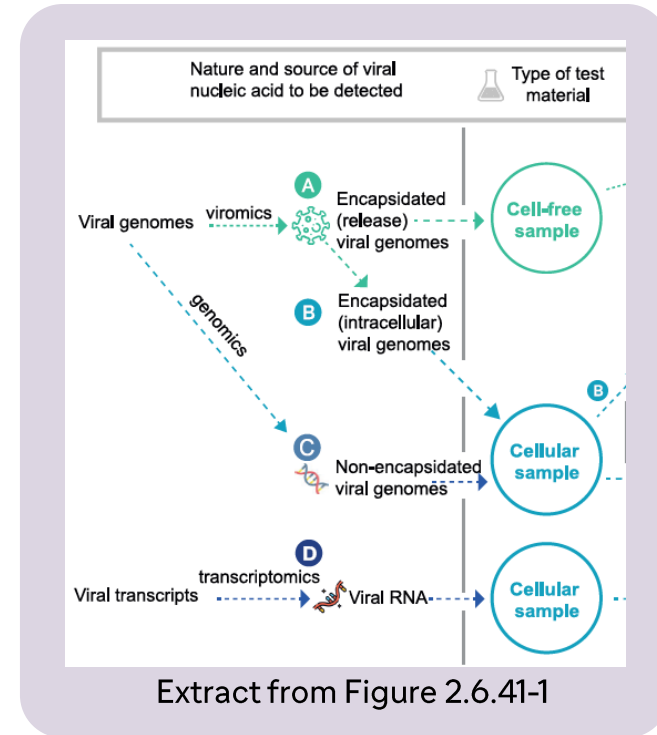 Nature and source of viral
nucleic acid to be detected
Type of test
material
A
viromics
Viral genomes
Encapsidated
(release)
viral genomes
Cell-free
sample
B
Encapsidated
(intracellular)
viral genomes
genomics
B
C
Non-encapsidated
viral genomes
Cellular
sample
D
transcriptomics
Viral transcripts
Viral RNA
Cellular
sample
Extract from Figure 2.6.41-1